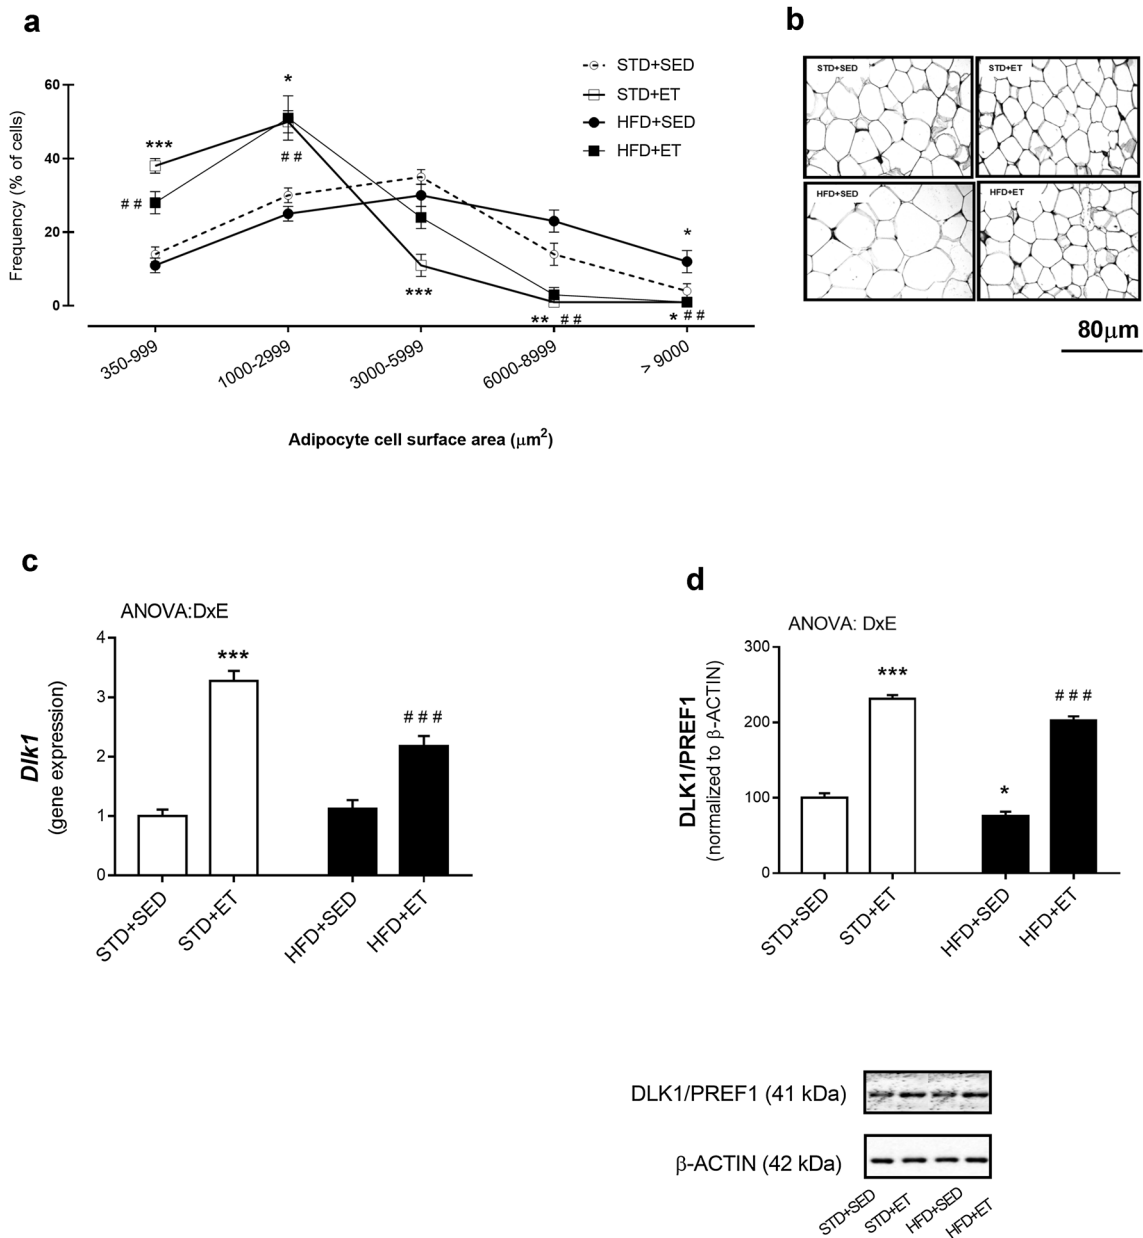 a
b
STD+SED
STD+ET
HFD+SED
HFD+ET
Frequency (% of cells)
60
40
20
0
***
##
*
##
***
**
##
*
*
##
350-999
1000-2999
3000-5999
6000-8999
> 9000
Adipocyte cell surface area (μm²)
STD+SED
STD+ET
HFD+SED
HFD+ET
80μm
c
ANOVA:DxE
Dlk1
(gene expression)
4
3
2
1
0
***
###
STD+SED
STD+ET
HFD+SED
HFD+ET
d
ANOVA: DxE
DLK1/PREF1
(normalized to β-ACTIN)
300
200
100
0
***
*
###
STD+SED
STD+ET
HFD+SED
HFD+ET
DLK1/PREF1 (41 kDa)
β-ACTIN (42 kDa)
STD+SED
STD+ET
HFD+SED
HFD+ET